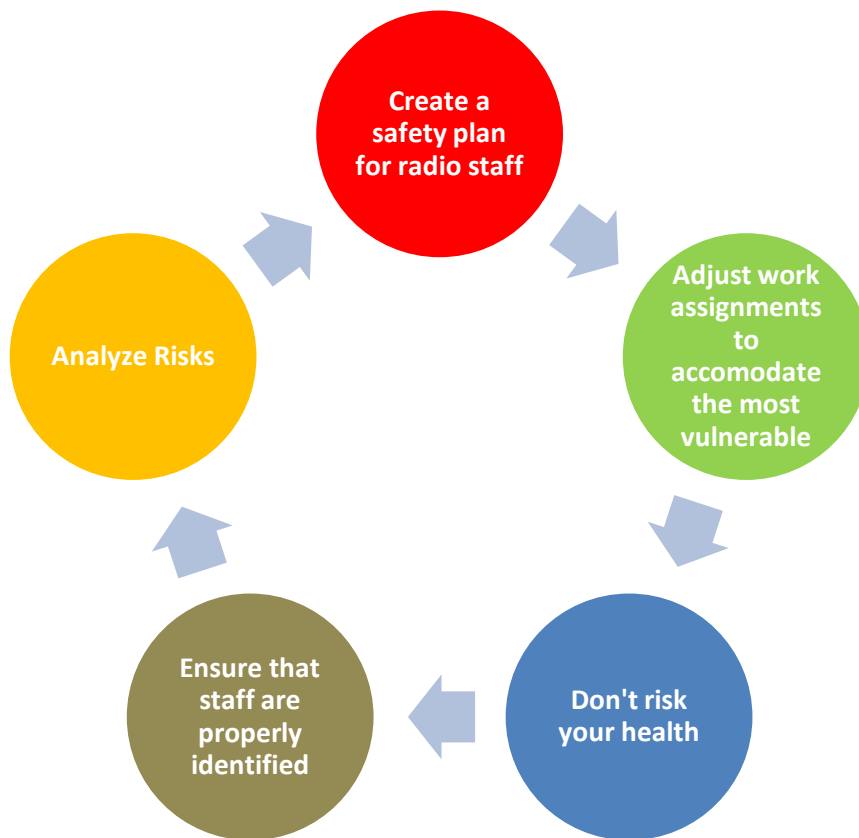 Create a
safety plan
for radio staff
Adjust work
assignments
to
accomodate
the most
vulnerable
Don't risk
your health
Ensure that
staff are
properly
identified
Analyze Risks